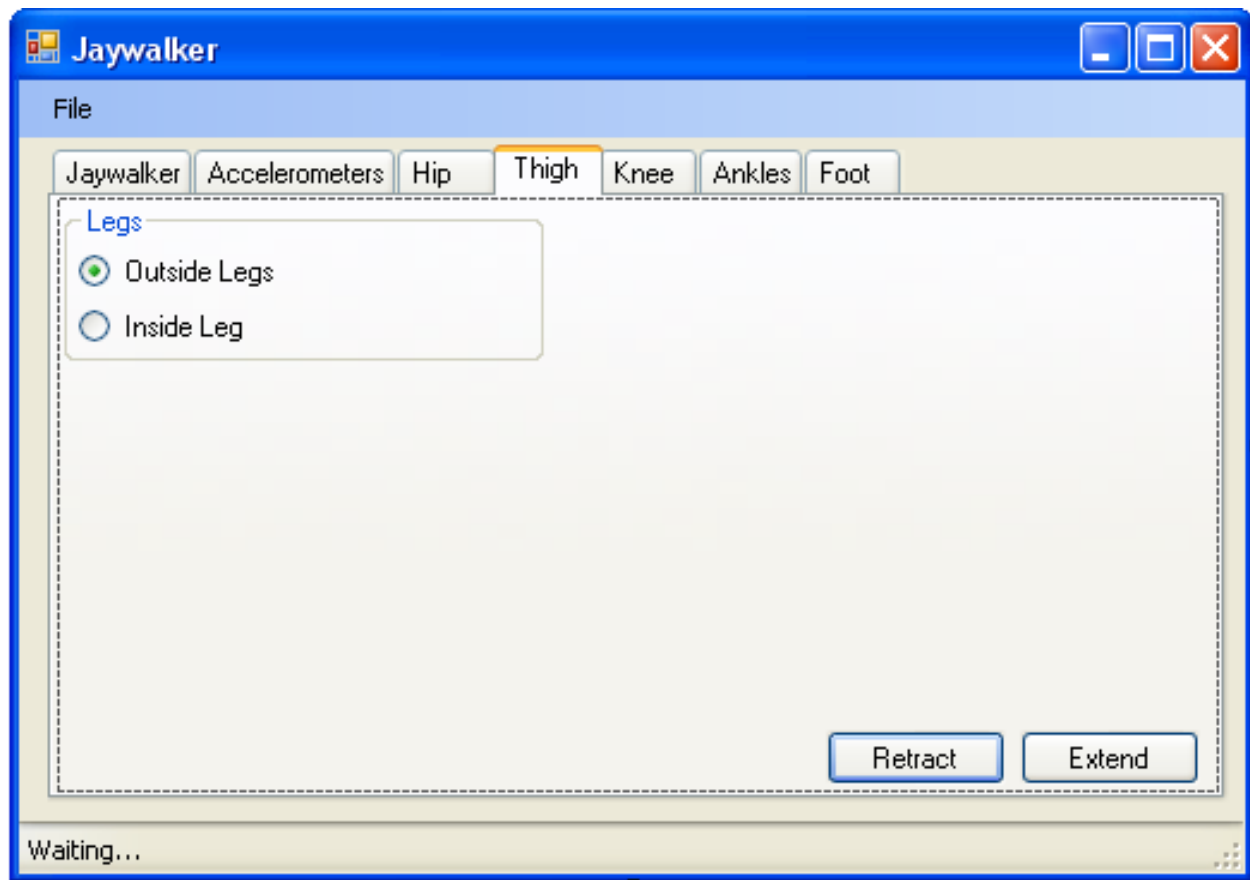 Jaywalker
File
Jaywalker Accelerometers Hip Thigh Knee Ankles Foot
Legs
Outside Legs
Inside Leg
Retract Extend
Waiting...